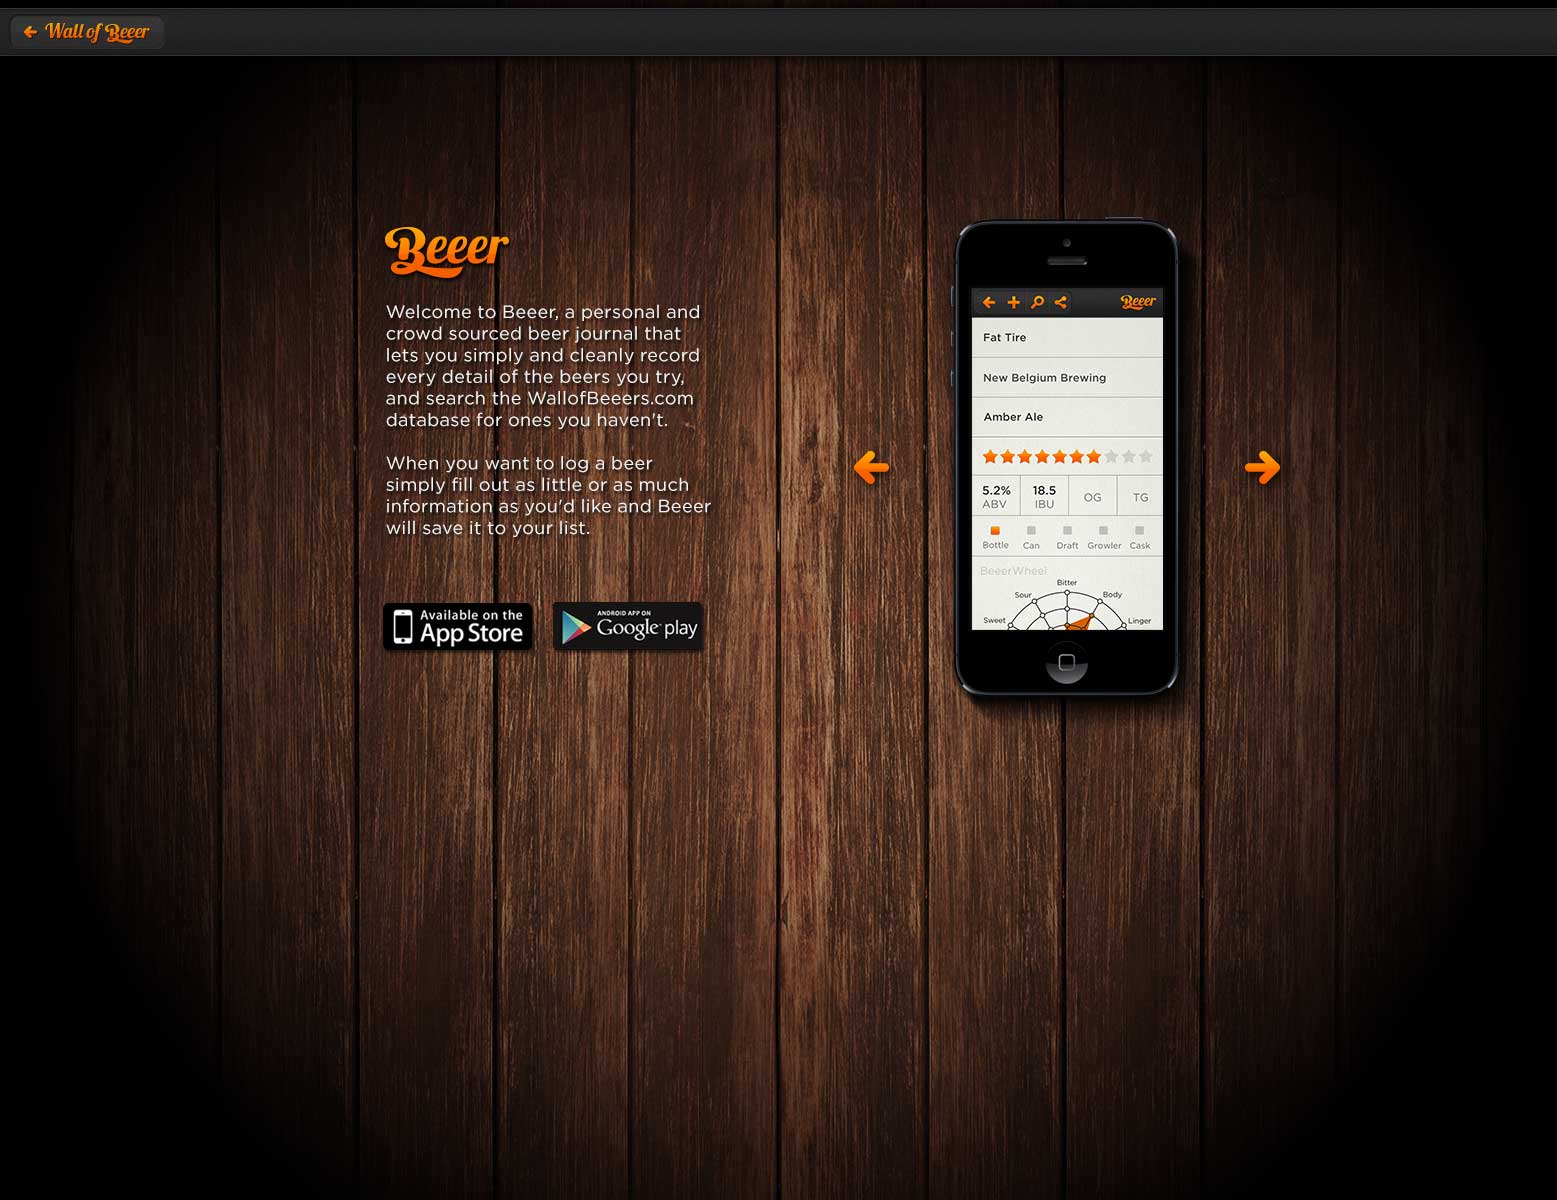 Wall of Beeer
Beeer
Welcome to Beeer, a personal and
crowd sourced beer journal that
lets you simply and cleanly record
every detail of the beers you try,
and search the WallofBeeers.com
database for ones you haven't.
When you want to log a beer
simply fill out as little or as much
information as you'd like and Beeer
will save it to your list.
Available on the
App Store
ANDROID APP ON
Google play
Beeer
Fat Tire
New Belgium Brewing
Amber Ale
5.2% 18.5 OG TG
ABV IBU
Bottle Can Draft Growler Cask
BeeerWheel
Bitter
Sour Body
Sweet Linger